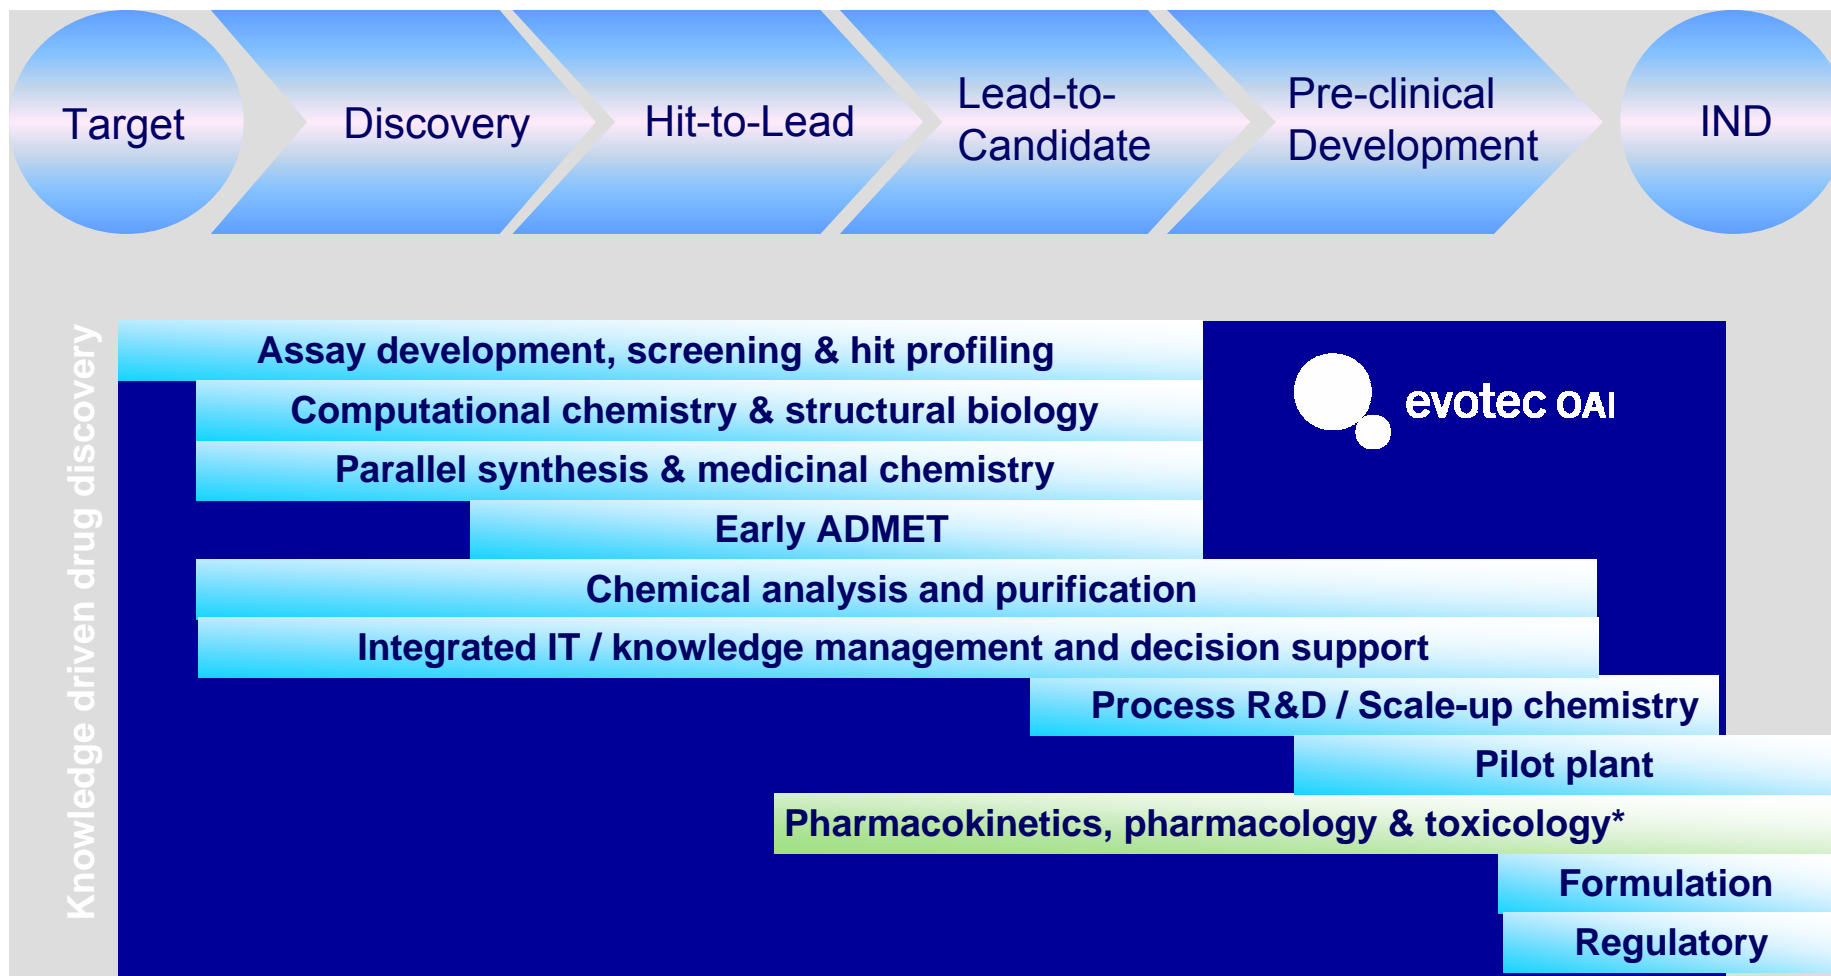 Target
Discovery
Hit-to-Lead
Lead-to-
Candidate
Pre-clinical
Development
IND
Knowledge driven drug discovery
Assay development, screening & hit profiling
evotec OAI
Computational chemistry & structural biology
Parallel synthesis & medicinal chemistry
Early ADMET
Chemical analysis and purification
Integrated IT / knowledge management and decision support
Process R&D / Scale-up chemistry
Pilot plant
Pharmacokinetics, pharmacology & toxicology*
Formulation
Regulatory